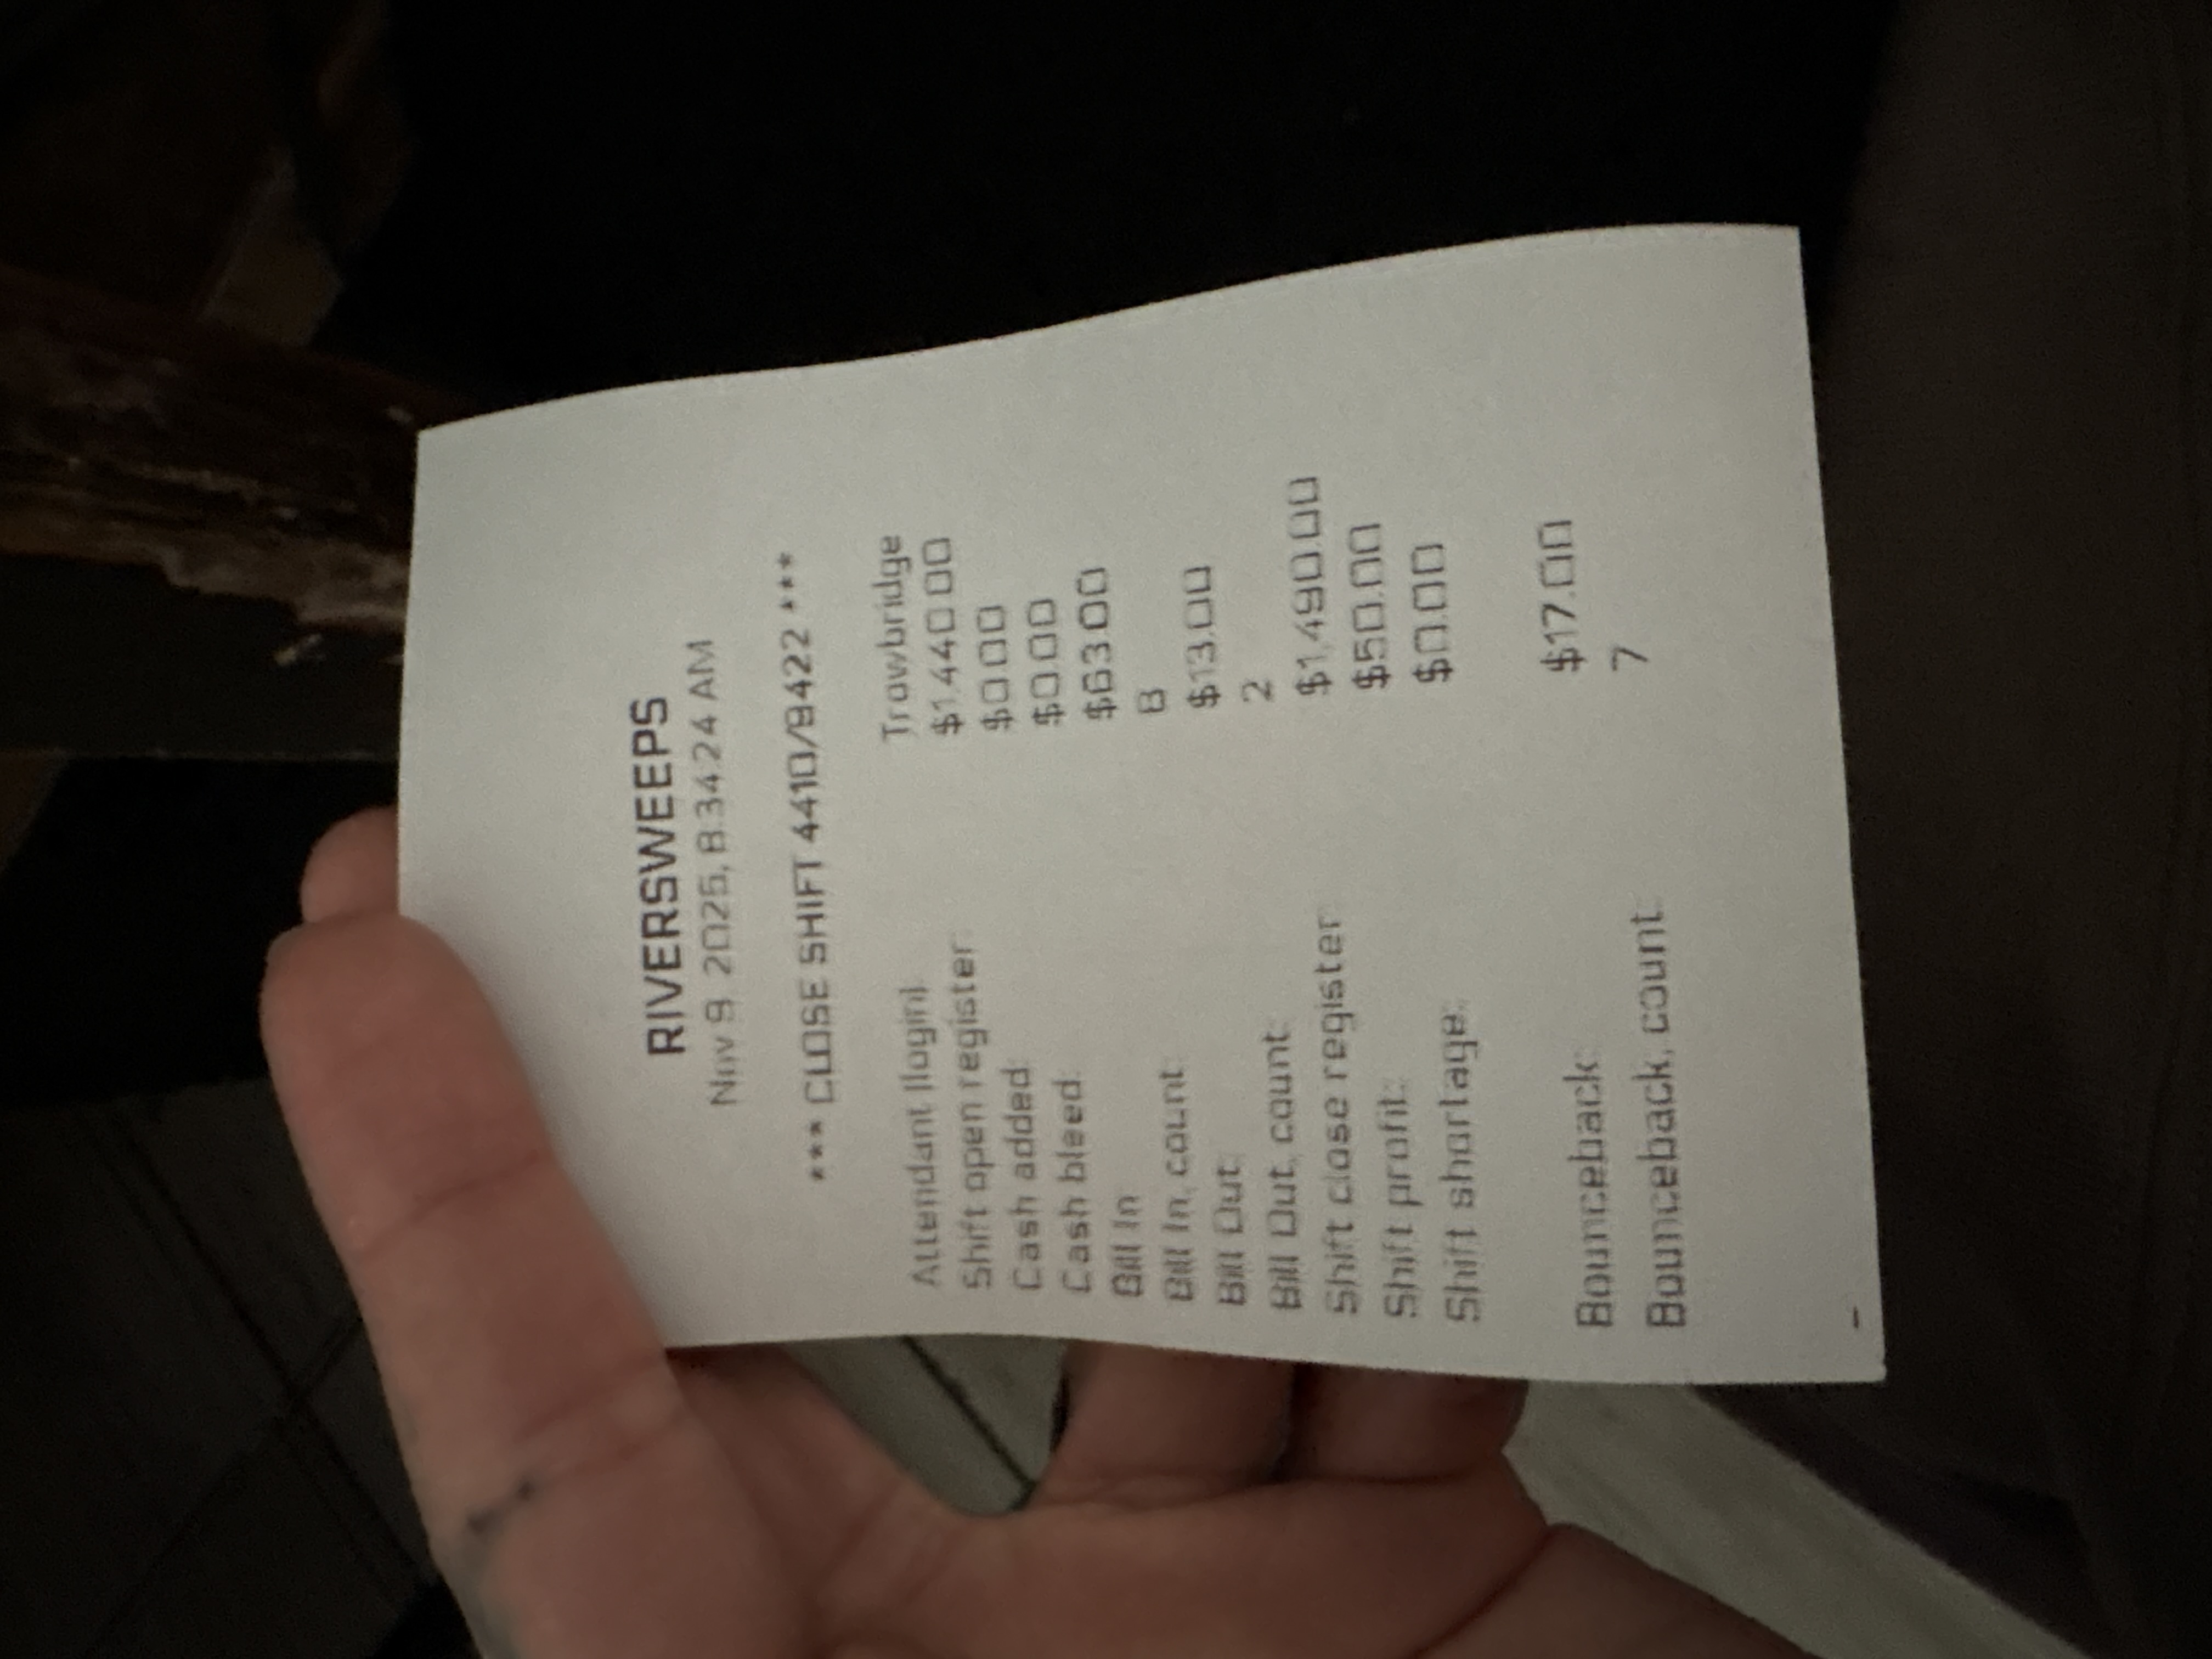 RIVERSWEEPS
Nov 9, 2025, 8:34:24 AM
*** CLOSE SHIFT 4410/9422 ***
Attendant (login): Trowbridge
Shift open register: $1,440.00
Cash added: $0.00
Cash bleed: $0.00
Bill In: $63.00
Bill In, count: 8
Bill Out: $13.00
Bill Out, count: 2
Shift close register: $1,490.00
Shift profit: $50.00
Shift shortage: $0.00
Bounceback: $17.00
Bounceback, count: 7